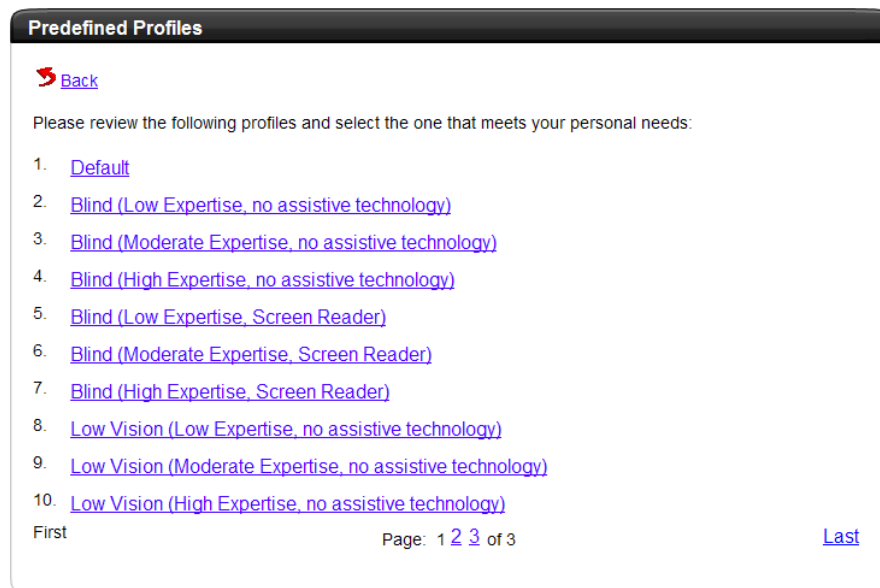 Predefined Profiles
Back
Please review the following profiles and select the one that meets your personal needs:
1. Default
2. Blind (Low Expertise, no assistive technology)
3. Blind (Moderate Expertise, no assistive technology)
4. Blind (High Expertise, no assistive technology)
5. Blind (Low Expertise, Screen Reader)
6. Blind (Moderate Expertise, Screen Reader)
7. Blind (High Expertise, Screen Reader)
8. Low Vision (Low Expertise, no assistive technology)
9. Low Vision (Moderate Expertise, no assistive technology)
10. Low Vision (High Expertise, no assistive technology)
First Page: 1 2 3 of 3 Last